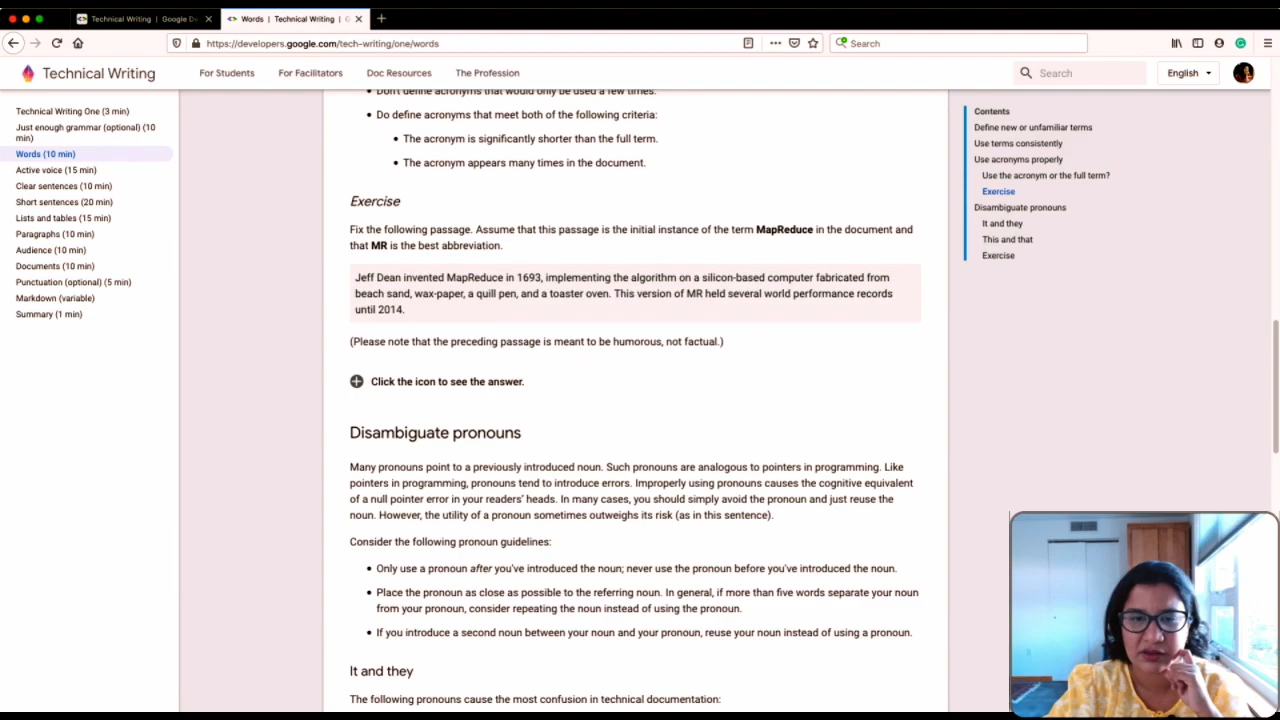 Technical Writing | Google De
Words | Technical Writing | G
https://developers.google.com/tech-writing/one/words
Search
Technical Writing
For Students
For Facilitators
Doc Resources
The Profession
Search
English
Technical Writing One (3 min)
Just enough grammar (optional) (10
min)
Words (10 min)
Active voice (15 min)
Clear sentences (10 min)
Short sentences (20 min)
Lists and tables (15 min)
Paragraphs (10 min)
Audience (10 min)
Documents (10 min)
Punctuation (optional) (5 min)
Markdown (variable)
Summary (1 min)
• Don't define acronyms that would only be used a few times.
• Do define acronyms that meet both of the following criteria:
• The acronym is significantly shorter than the full term.
• The acronym appears many times in the document.
Exercise
Fix the following passage. Assume that this passage is the initial instance of the term MapReduce in the document and
that MR is the best abbreviation.
Jeff Dean invented MapReduce in 1693, implementing the algorithm on a silicon-based computer fabricated from
beach sand, wax-paper, a quill pen, and a toaster oven. This version of MR held several world performance records
until 2014.
(Please note that the preceding passage is meant to be humorous, not factual.)
Click the icon to see the answer.
Disambiguate pronouns
Many pronouns point to a previously introduced noun. Such pronouns are analogous to pointers in programming. Like
pointers in programming, pronouns tend to introduce errors. Improperly using pronouns causes the cognitive equivalent
of a null pointer error in your readers' heads. In many cases, you should simply avoid the pronoun and just reuse the
noun. However, the utility of a pronoun sometimes outweighs its risk (as in this sentence).
Consider the following pronoun guidelines:
• Only use a pronoun after you've introduced the noun; never use the pronoun before you've introduced the noun.
• Place the pronoun as close as possible to the referring noun. In general, if more than five words separate your noun
from your pronoun, consider repeating the noun instead of using the pronoun.
• If you introduce a second noun between your noun and your pronoun, reuse your noun instead of using a pronoun.
It and they
The following pronouns cause the most confusion in technical documentation:
Contents
Define new or unfamiliar terms
Use terms consistently
Use acronyms properly
Use the acronym or the full term?
Exercise
Disambiguate pronouns
It and they
This and that
Exercise